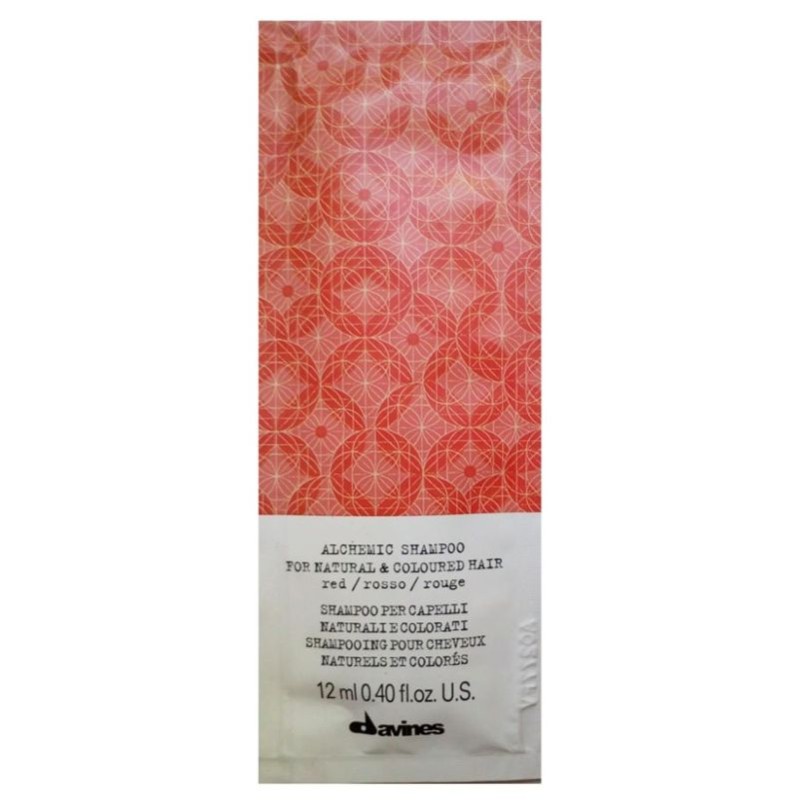 ALCHEMIC SHAMPOO
FOR NATURAL & COLOURED HAIR
red / rosso / rouge
SHAMPOO PER CAPELLI
NATURALI E COLORATI
SHAMPOOING POUR CHEVEUX
NATURELS ET COLORÉS
12 ml 0.40 fl.oz. U.S.
davines